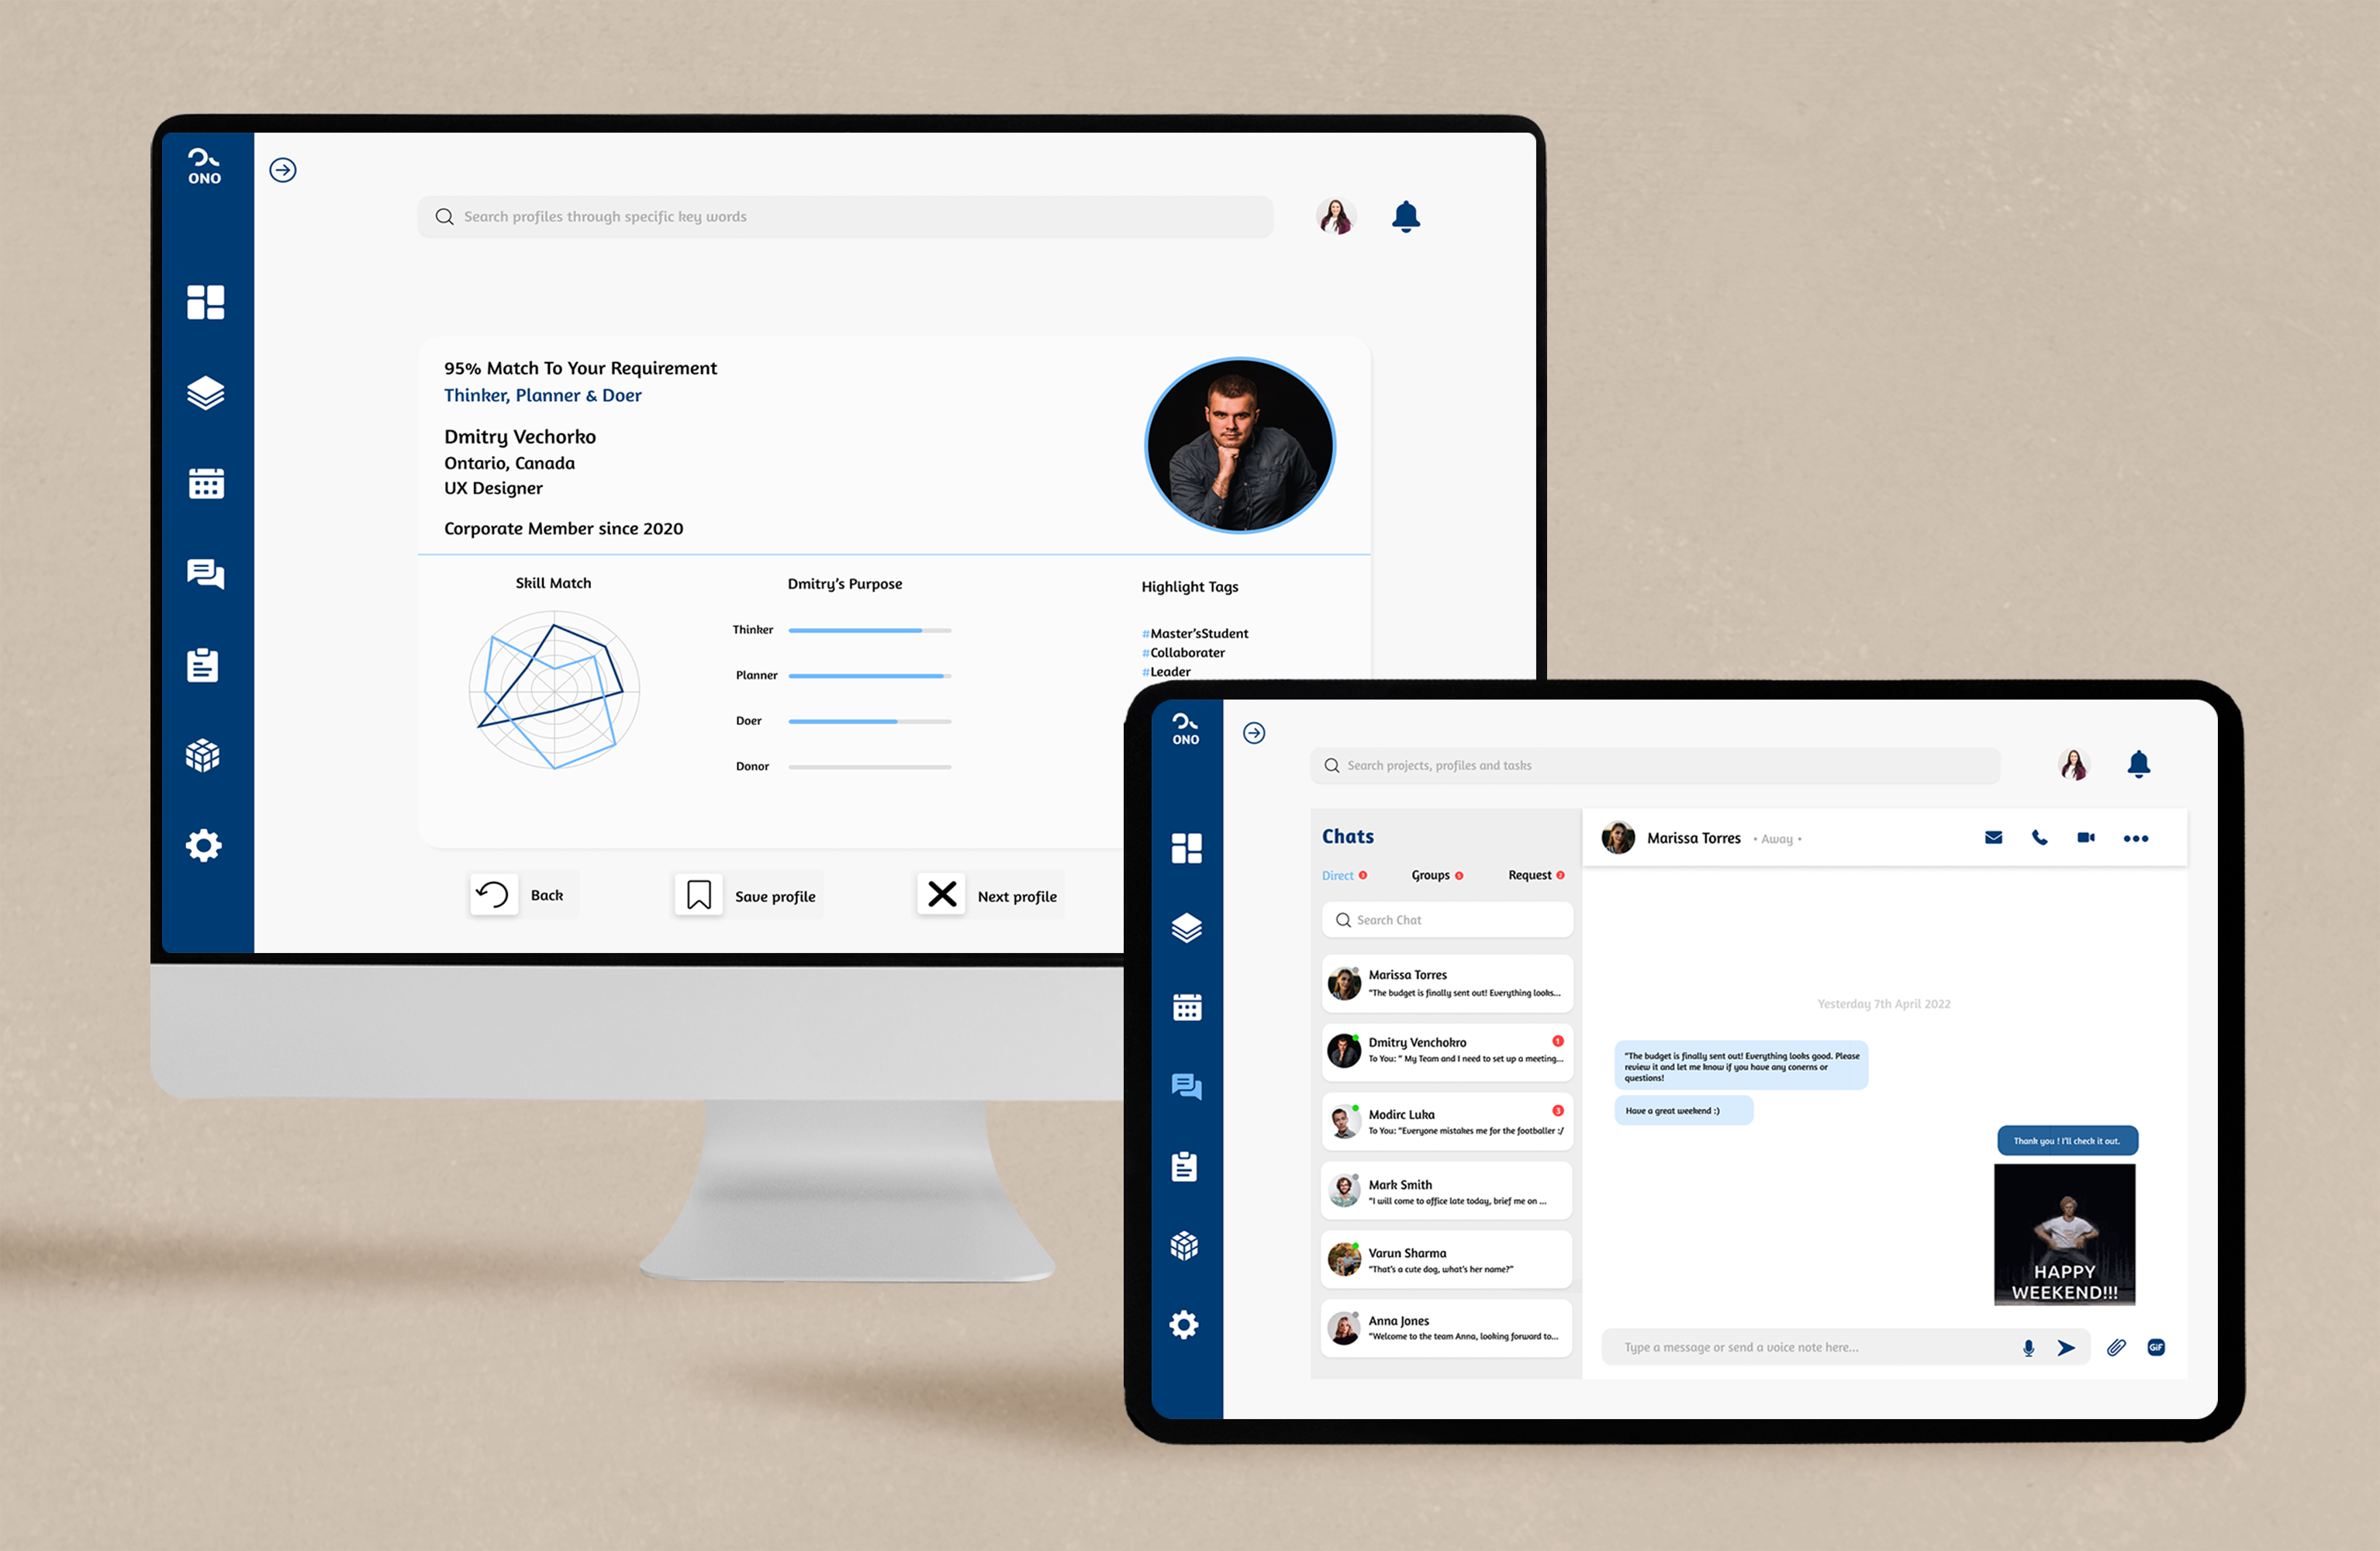 ONO
Search profiles through specific key words
95% Match To Your Requirement
Thinker, Planner & Doer
Dmitry Vechorko
Ontario, Canada
UX Designer
Corporate Member since 2020
Skill Match
Dmitry's Purpose
Thinker
Planner
Doer
Donor
Highlight Tags
#Master'sStudent
#Collaborater
#Leader
Back
Save profile
Next profile
ONO
Search projects, profiles and tasks
Chats
Direct 3
Groups 5
Request 2
Search Chat
Marissa Torres
"The budget is finally sent out! Everything looks...
Dmitry Venchokro
1
To You: " My Team and I need to set up a meeting...
Modirc Luka
3
To You: "Everyone mistakes me for the footballer :/
Mark Smith
"I will come to office late today, brief me on ...
Varun Sharma
"That's a cute dog, what's her name?"
Anna Jones
"Welcome to the team Anna, looking forward to...
Marissa Torres • Away •
Yesterday 7th April 2022
"The budget is finally sent out! Everything looks good. Please
review it and let me know if you have any conerns or
questions!
Have a great weekend :)
Thank you ! I'll check it out.
HAPPY
WEEKEND!!!
Type a message or send a voice note here...
GIF